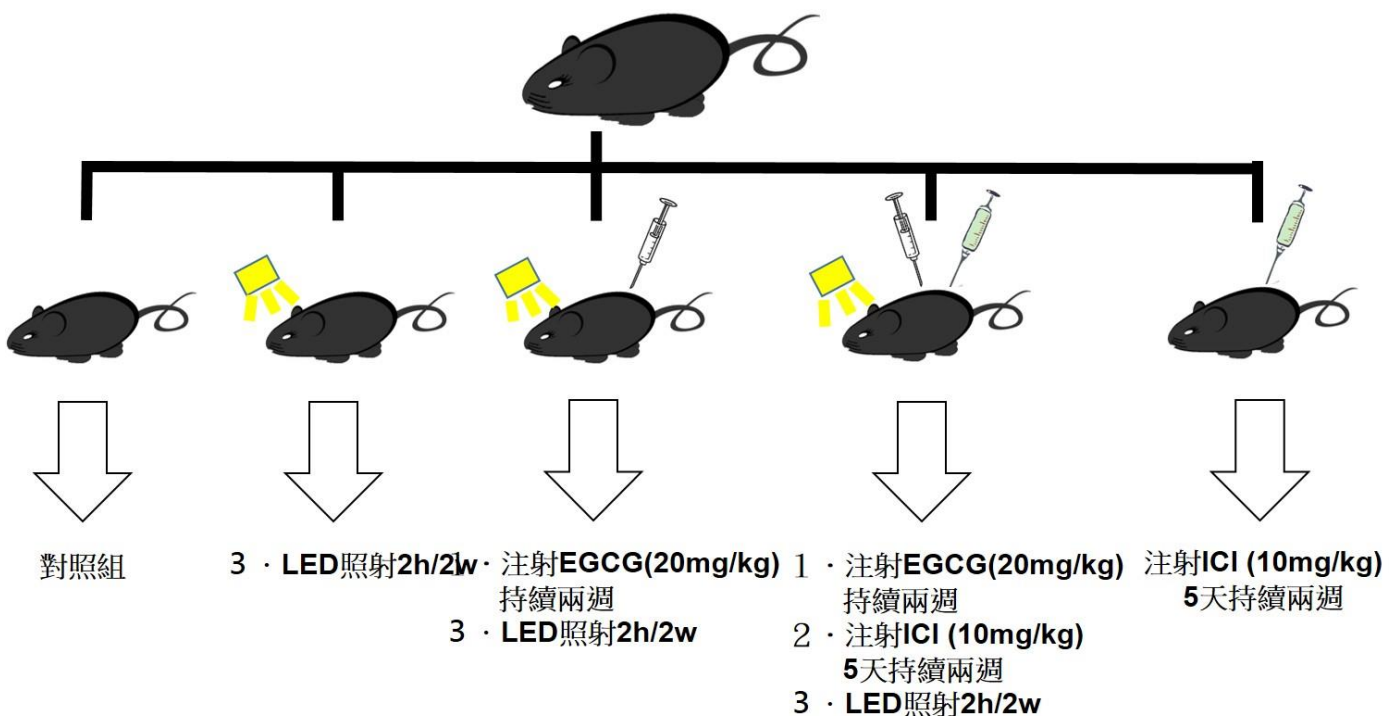 對照組
3．LED照射2h/2w
1．注射EGCG(20mg/kg)
持續兩週
3．LED照射2h/2w
1．注射EGCG(20mg/kg)
持續兩週
2．注射ICI (10mg/kg)
5天持續兩週
3．LED照射2h/2w
注射ICI (10mg/kg)
5天持續兩週